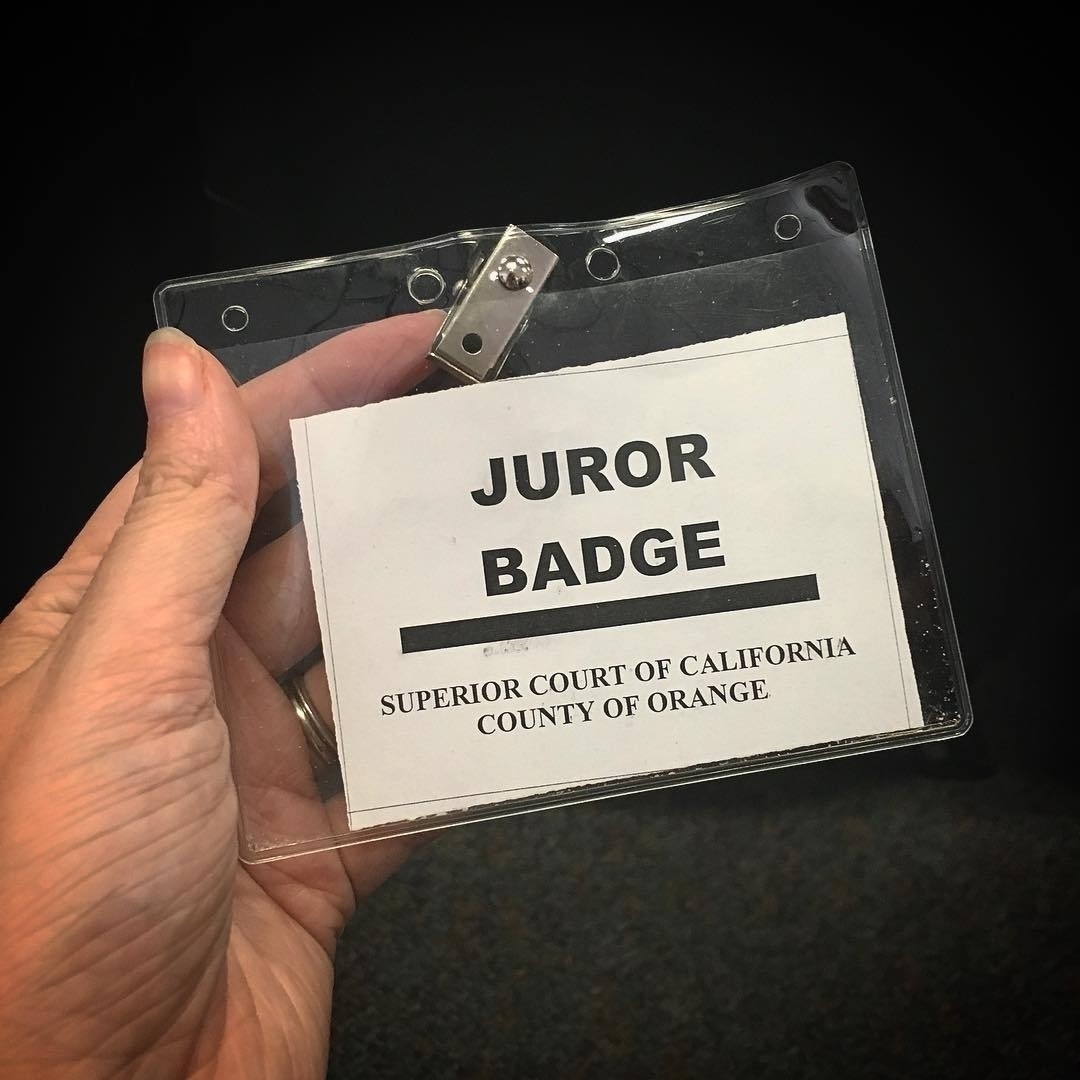 JUROR
BADGE
SUPERIOR COURT OF CALIFORNIA
COUNTY OF ORANGE